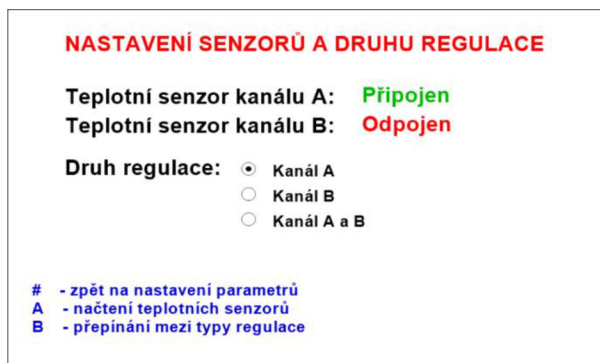 NASTAVENÍ SENZORŮ A DRUHU REGULACE
Teplotní senzor kanálu A: Připojen
Teplotní senzor kanálu B: Odpojen
Druh regulace: Kanál A
Kanál B
Kanál A a B
# - zpět na nastavení parametrů
A - načtení teplotních senzorů
B - přepínání mezi typy regulace